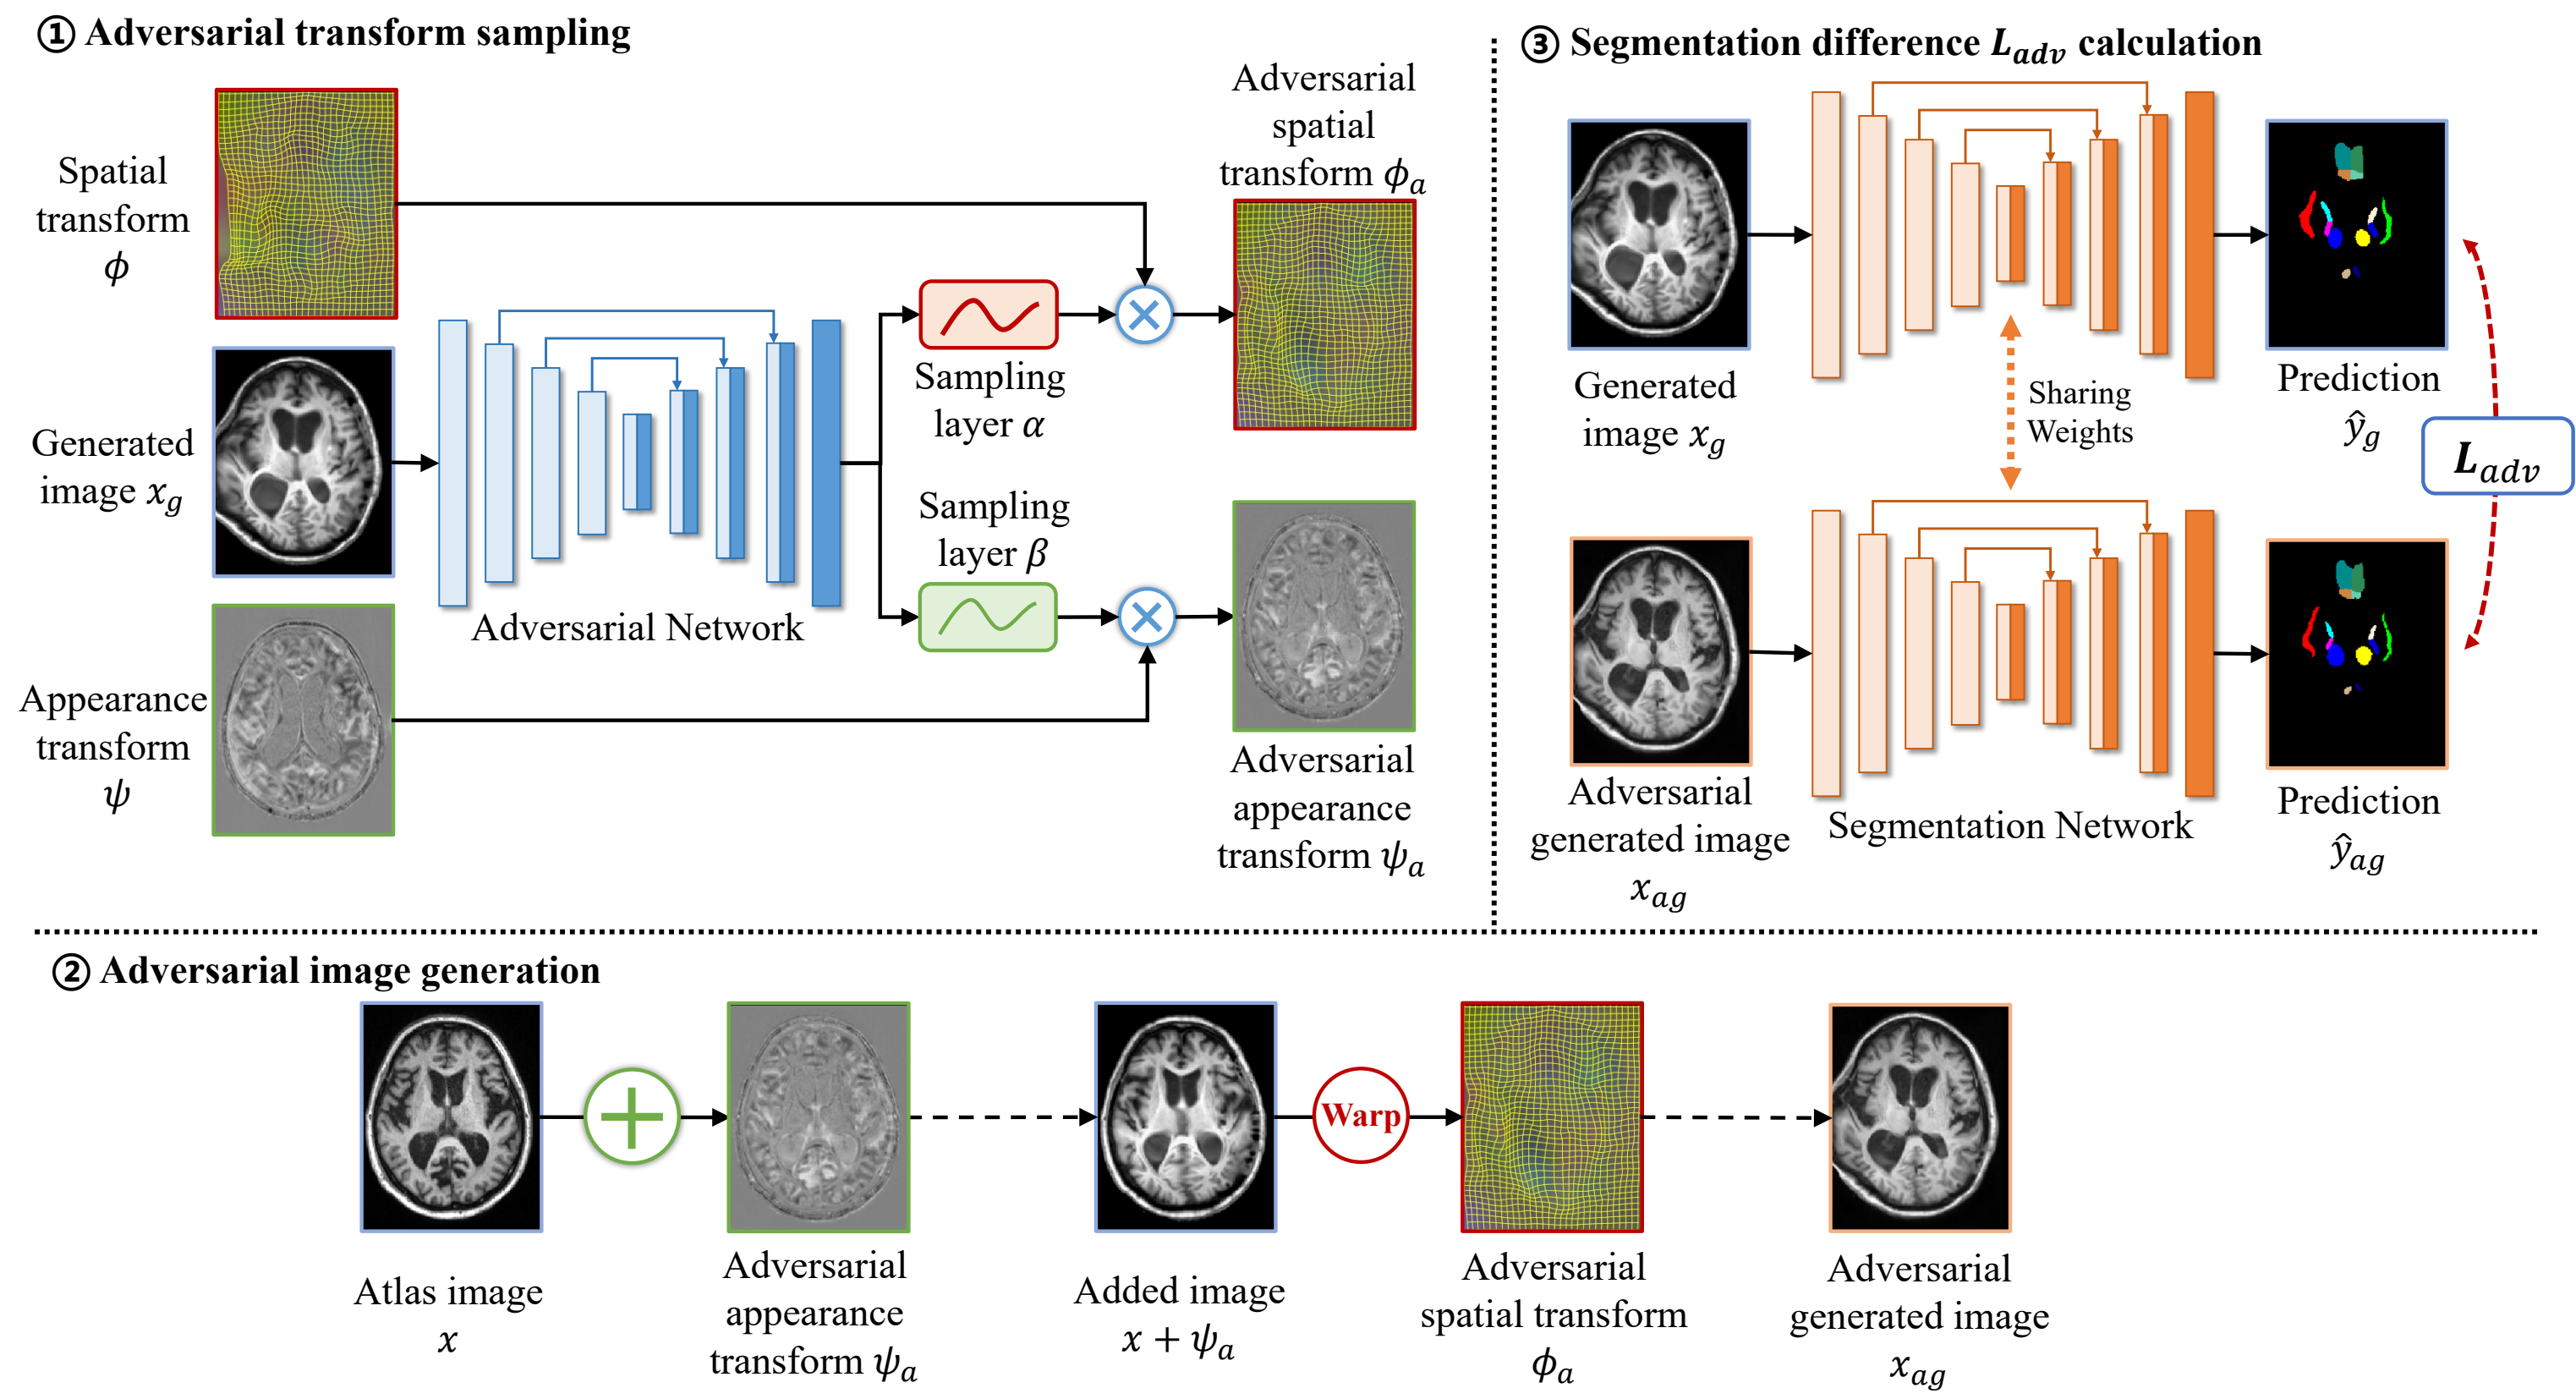 ① Adversarial transform sampling
Spatial
transform
ϕ
Generated
image x_g
Appearance
transform
ψ
Adversarial Network
Sampling
layer α
Sampling
layer β
Adversarial
spatial
transform ϕ_a
Adversarial
appearance
transform ψ_a
③ Segmentation difference L_adv calculation
Generated
image x_g
Sharing
Weights
Prediction
ŷ_g
L_adv
Adversarial
generated image
x_ag
Segmentation Network
Prediction
ŷ_ag
② Adversarial image generation
Atlas image
x
Adversarial
appearance
transform ψ_a
Added image
x + ψ_a
Warp
Adversarial
spatial transform
ϕ_a
Adversarial
generated image
x_ag